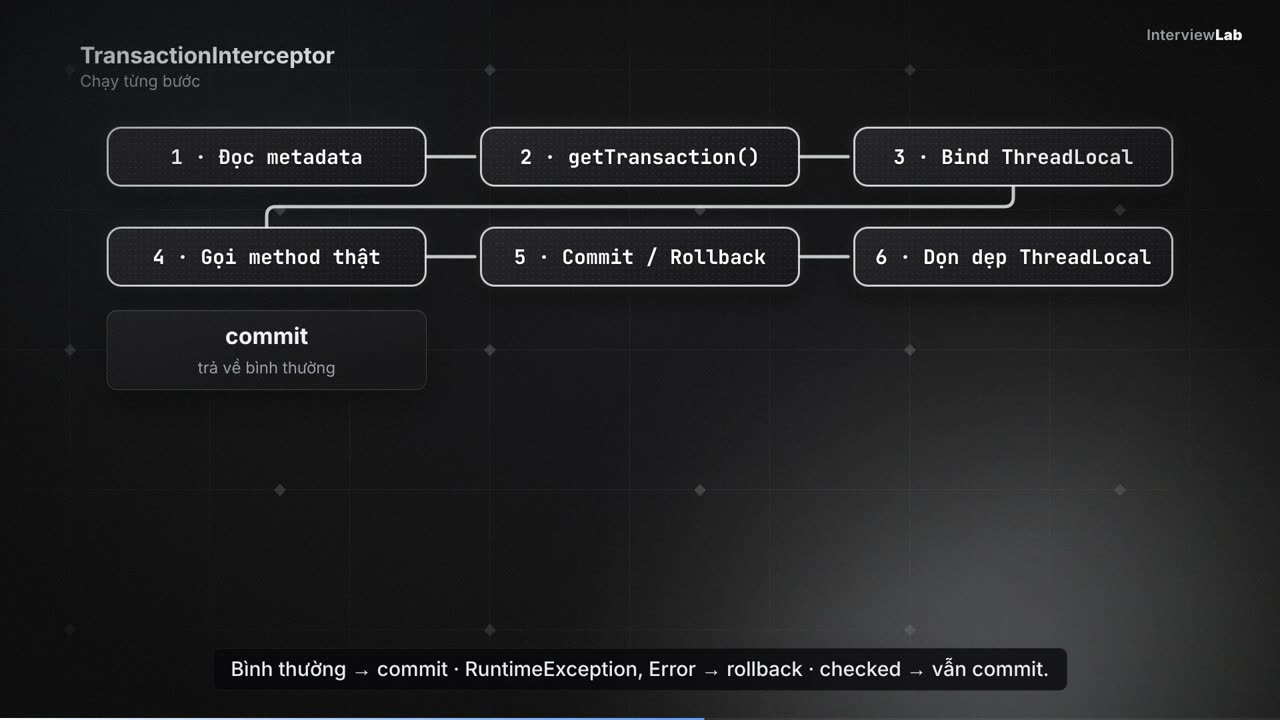 TransactionInterceptor
Chạy từng bước
InterviewLab
1 · Đọc metadata
2 · getTransaction()
3 · Bind ThreadLocal
4 · Gọi method thật
5 · Commit / Rollback
6 · Dọn dẹp ThreadLocal
commit
trả về bình thường
Bình thường → commit · RuntimeException, Error → rollback · checked → vẫn commit.